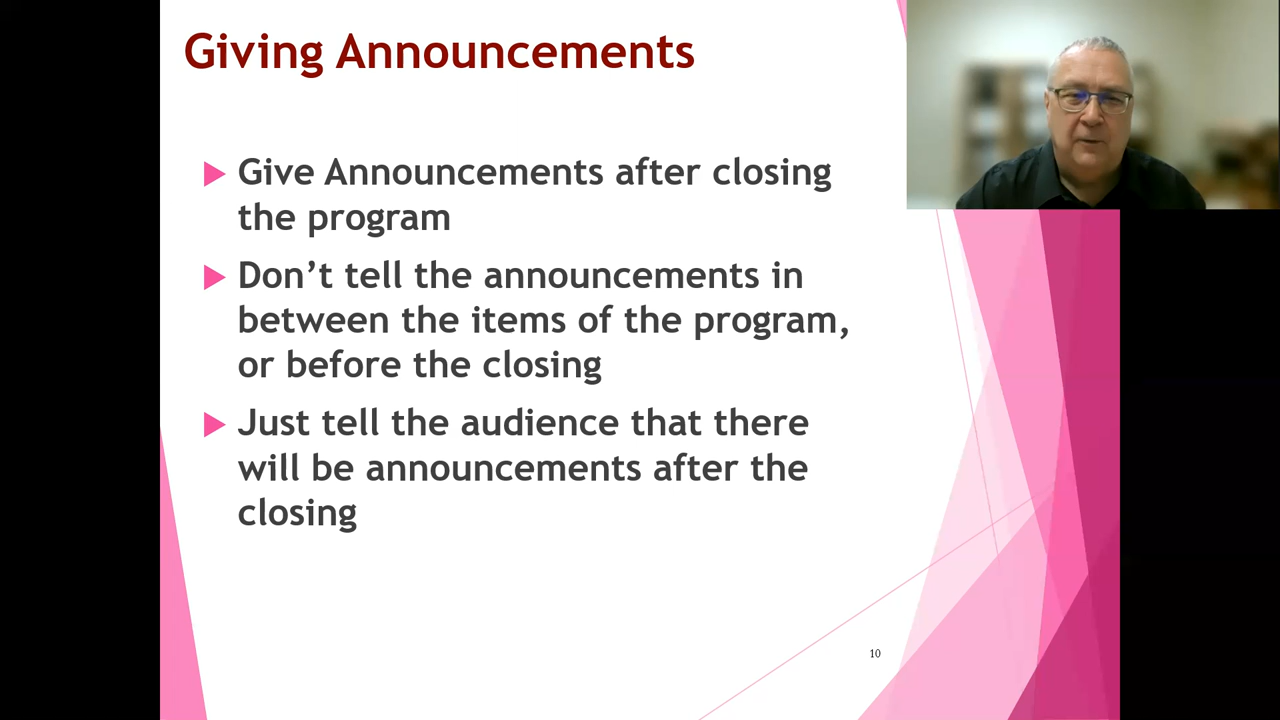 Giving Announcements
Give Announcements after closing
the program
Don’t tell the announcements in
between the items of the program,
or before the closing
Just tell the audience that there
will be announcements after the
closing
10